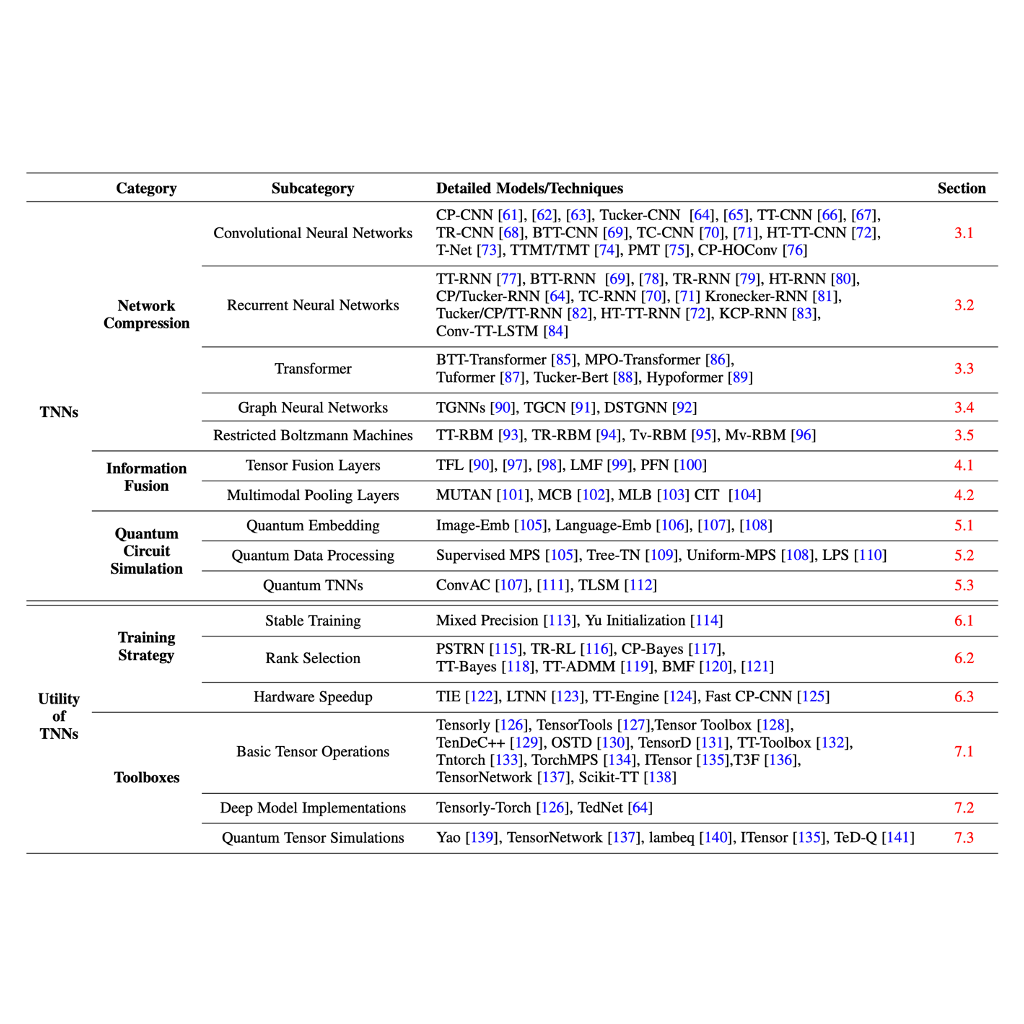 Category Subcategory Detailed Models/Techniques Section
TNNs
Network
Compression
Convolutional Neural Networks
CP-CNN [61], [62], [63], Tucker-CNN [64], [65], TT-CNN [66], [67],
TR-CNN [68], BTT-CNN [69], TC-CNN [70], [71], HT-TT-CNN [72],
T-Net [73], TTMT/TMT [74], PMT [75], CP-HOConv [76]
3.1
Recurrent Neural Networks
TT-RNN [77], BTT-RNN [69], [78], TR-RNN [79], HT-RNN [80],
CP/Tucker-RNN [64], TC-RNN [70], [71] Kronecker-RNN [81],
Tucker/CP/TT-RNN [82], HT-TT-RNN [72], KCP-RNN [83],
Conv-TT-LSTM [84]
3.2
Transformer
BTT-Transformer [85], MPO-Transformer [86],
Tuformer [87], Tucker-Bert [88], Hypoformer [89]
3.3
Graph Neural Networks TGNNs [90], TGCN [91], DSTGNN [92] 3.4
Restricted Boltzmann Machines TT-RBM [93], TR-RBM [94], Tv-RBM [95], Mv-RBM [96] 3.5
Information
Fusion
Tensor Fusion Layers TFL [90], [97], [98], LMF [99], PFN [100] 4.1
Multimodal Pooling Layers MUTAN [101], MCB [102], MLB [103] CIT [104] 4.2
Quantum
Circuit
Simulation
Quantum Embedding Image-Emb [105], Language-Emb [106], [107], [108] 5.1
Quantum Data Processing Supervised MPS [105], Tree-TN [109], Uniform-MPS [108], LPS [110] 5.2
Quantum TNNs ConvAC [107], [111], TLSM [112] 5.3
Utility
of
TNNs
Training
Strategy
Stable Training Mixed Precision [113], Yu Initialization [114] 6.1
Rank Selection
PSTRN [115], TR-RL [116], CP-Bayes [117],
TT-Bayes [118], TT-ADMM [119], BMF [120], [121]
6.2
Hardware Speedup TIE [122], LTNN [123], TT-Engine [124], Fast CP-CNN [125] 6.3
Toolboxes
Basic Tensor Operations
Tensorly [126], TensorTools [127],Tensor Toolbox [128],
TenDeC++ [129], OSTD [130], TensorD [131], TT-Toolbox [132],
Tntorch [133], TorchMPS [134], ITensor [135],T3F [136],
TensorNetwork [137], Scikit-TT [138]
7.1
Deep Model Implementations Tensorly-Torch [126], TedNet [64] 7.2
Quantum Tensor Simulations Yao [139], TensorNetwork [137], lambeq [140], ITensor [135], TeD-Q [141] 7.3